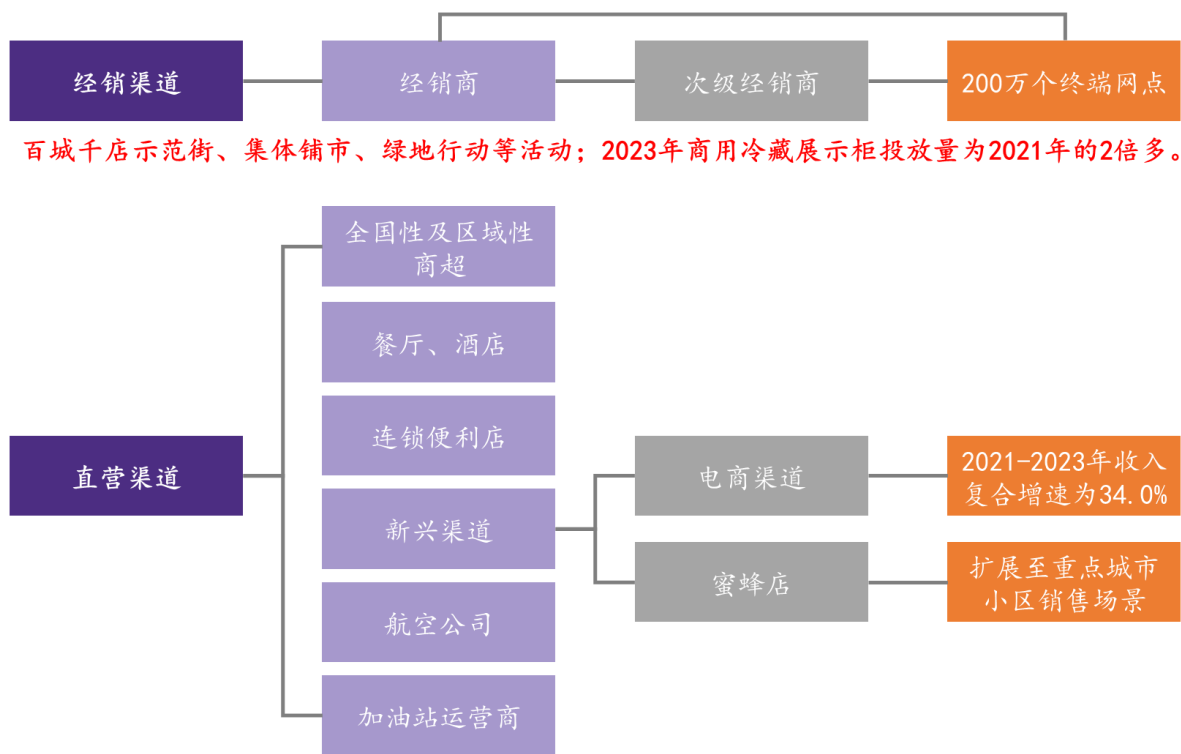 经销渠道
经销商
次级经销商
200万个终端网点
百城千店示范街、集体铺市、绿地行动等活动；2023年商用冷藏展示柜投放量为2021年的2倍多。
全国性及区域性
商超
餐厅、酒店
连锁便利店
直营渠道
电商渠道
2021-2023年收入
复合增速为34.0%
新兴渠道
蜜蜂店
扩展至重点城市
小区销售场景
航空公司
加油站运营商